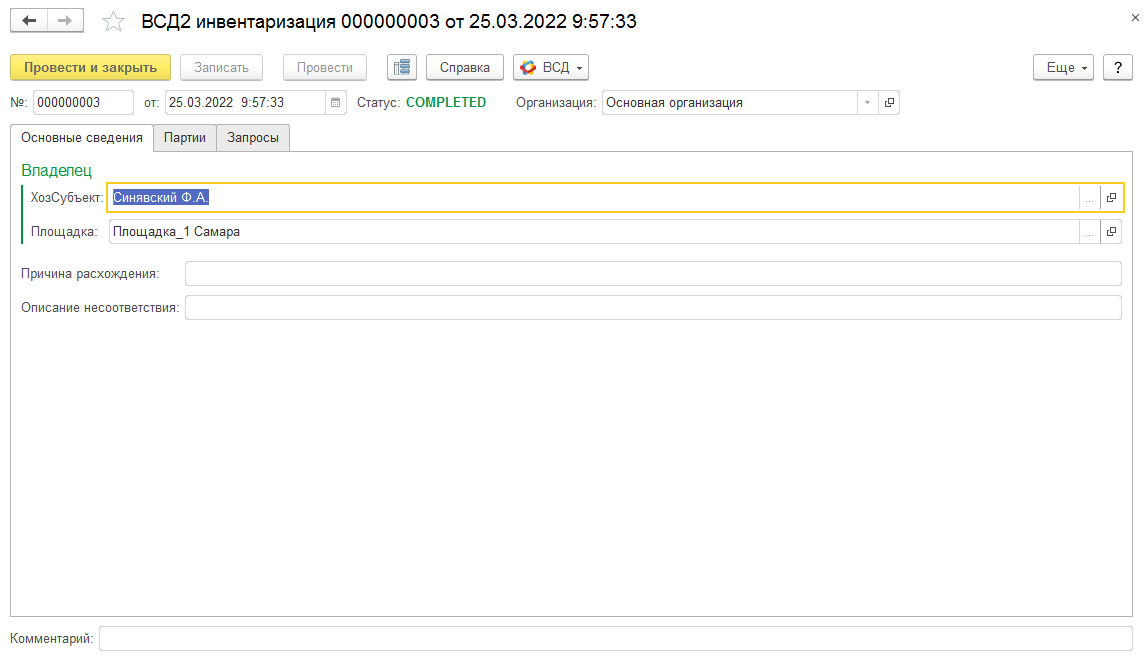 ВСД2 инвентаризация 000000003 от 25.03.2022 9:57:33
Провести и закрыть Записать Провести Справка ВСД Еще ?
№: 000000003 от: 25.03.2022 9:57:33 Статус: COMPLETED Организация: Основная организация
Основные сведения Партии Запросы
Владелец
ХозСубъект: Синявский Ф.А. ...
Площадка: Площадка_1 Самара ...
Причина расхождения:
Описание несоответствия:
Комментарий: